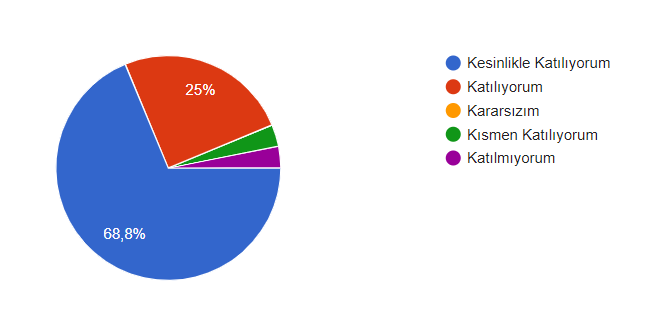 25%
68,8%
Kesinlikle Katılıyorum
Katılıyorum
Kararsızım
Kısmen Katılıyorum
Katılmıyorum